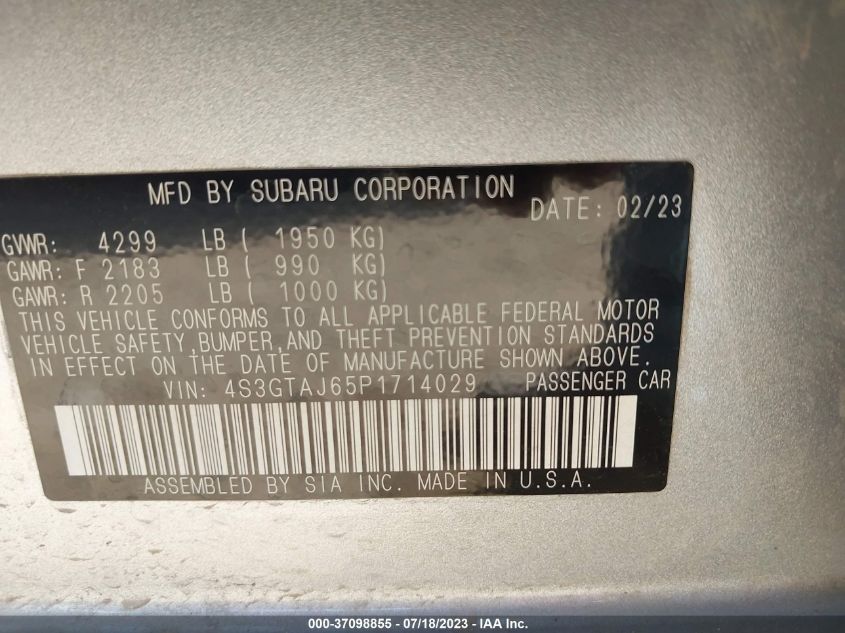 MFD BY SUBARU CORPORATION
DATE: 02/23
GVWR: 4299 LB ( 1950 KG)
GAWR: F 2183 LB ( 990 KG)
GAWR: R 2205 LB ( 1000 KG)
THIS VEHICLE CONFORMS TO ALL APPLICABLE FEDERAL MOTOR
VEHICLE SAFETY, BUMPER, AND THEFT PREVENTION STANDARDS
IN EFFECT ON THE DATE OF MANUFACTURE SHOWN ABOVE.
VIN: 4S3GTAJ65P1714029 PASSENGER CAR
ASSEMBLED BY SIA INC. MADE IN U.S.A.
000-37098855 - 07/18/2023 - IAA Inc.